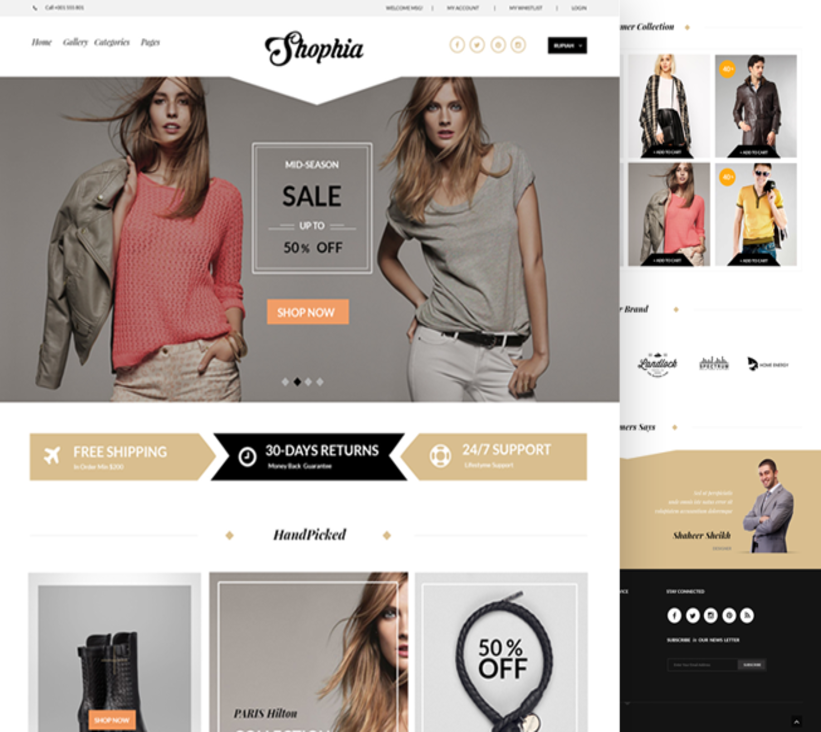 Call +001 555 801
WELCOME MSG!
MY ACCOUNT
MY WHISTLIST
LOGIN
Home Gallery Categories Pages
Shophia
RUPIAH
MID-SEASON
SALE
UP TO
50% OFF
SHOP NOW
FREE SHIPPING
In Order Min $200
30-DAYS RETURNS
Money Back Guarantee
24/7 SUPPORT
Lifetime Support
HandPicked
SHOP NOW
PARIS Hilton
COLLECTION
50%
OFF
mer Collection
40+
+ ADD TO CART
+ ADD TO CART
40+
+ ADD TO CART
+ ADD TO CART
r Brand
Landlock
SPECTRUM
HOME ENERGY
mers Says
Shaheer Sheikh
DESIGNER
ICE
STAY CONNECTED
SUBSCRIBE TO OUR NEWS LETTER
SUBSCRIBE